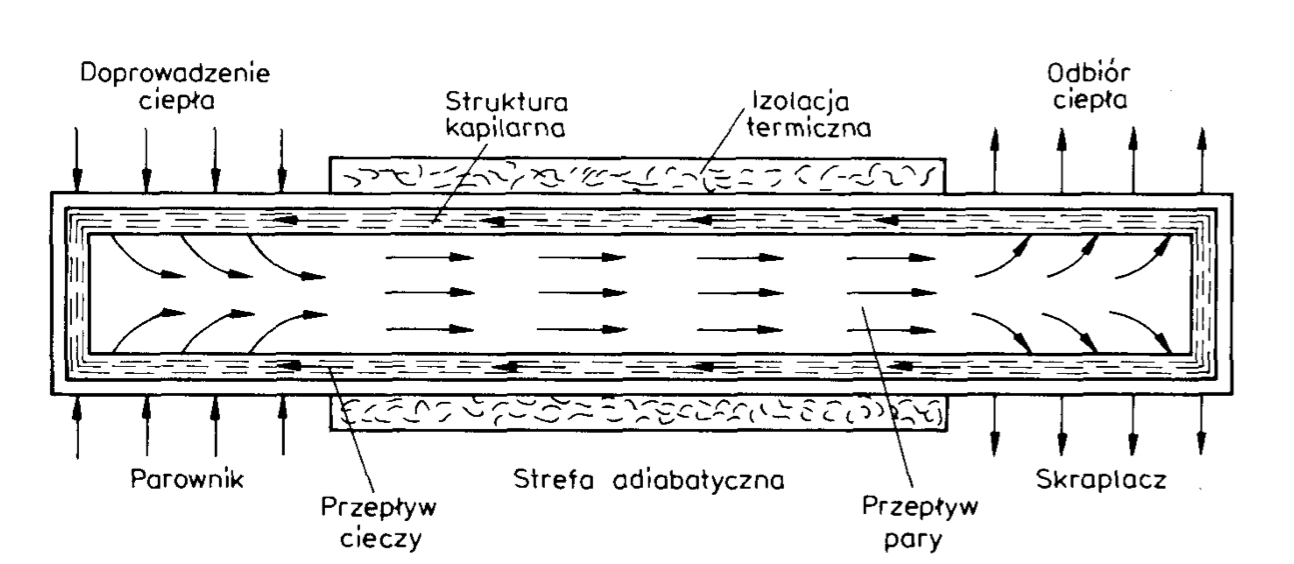 Doprowadzenie
ciepła
Struktura
kapilarna
Izolacja
termiczna
Odbiór
ciepła
Parownik
Strefa adiabatyczna
Skraplacz
Przepływ
cieczy
Przepływ
pary